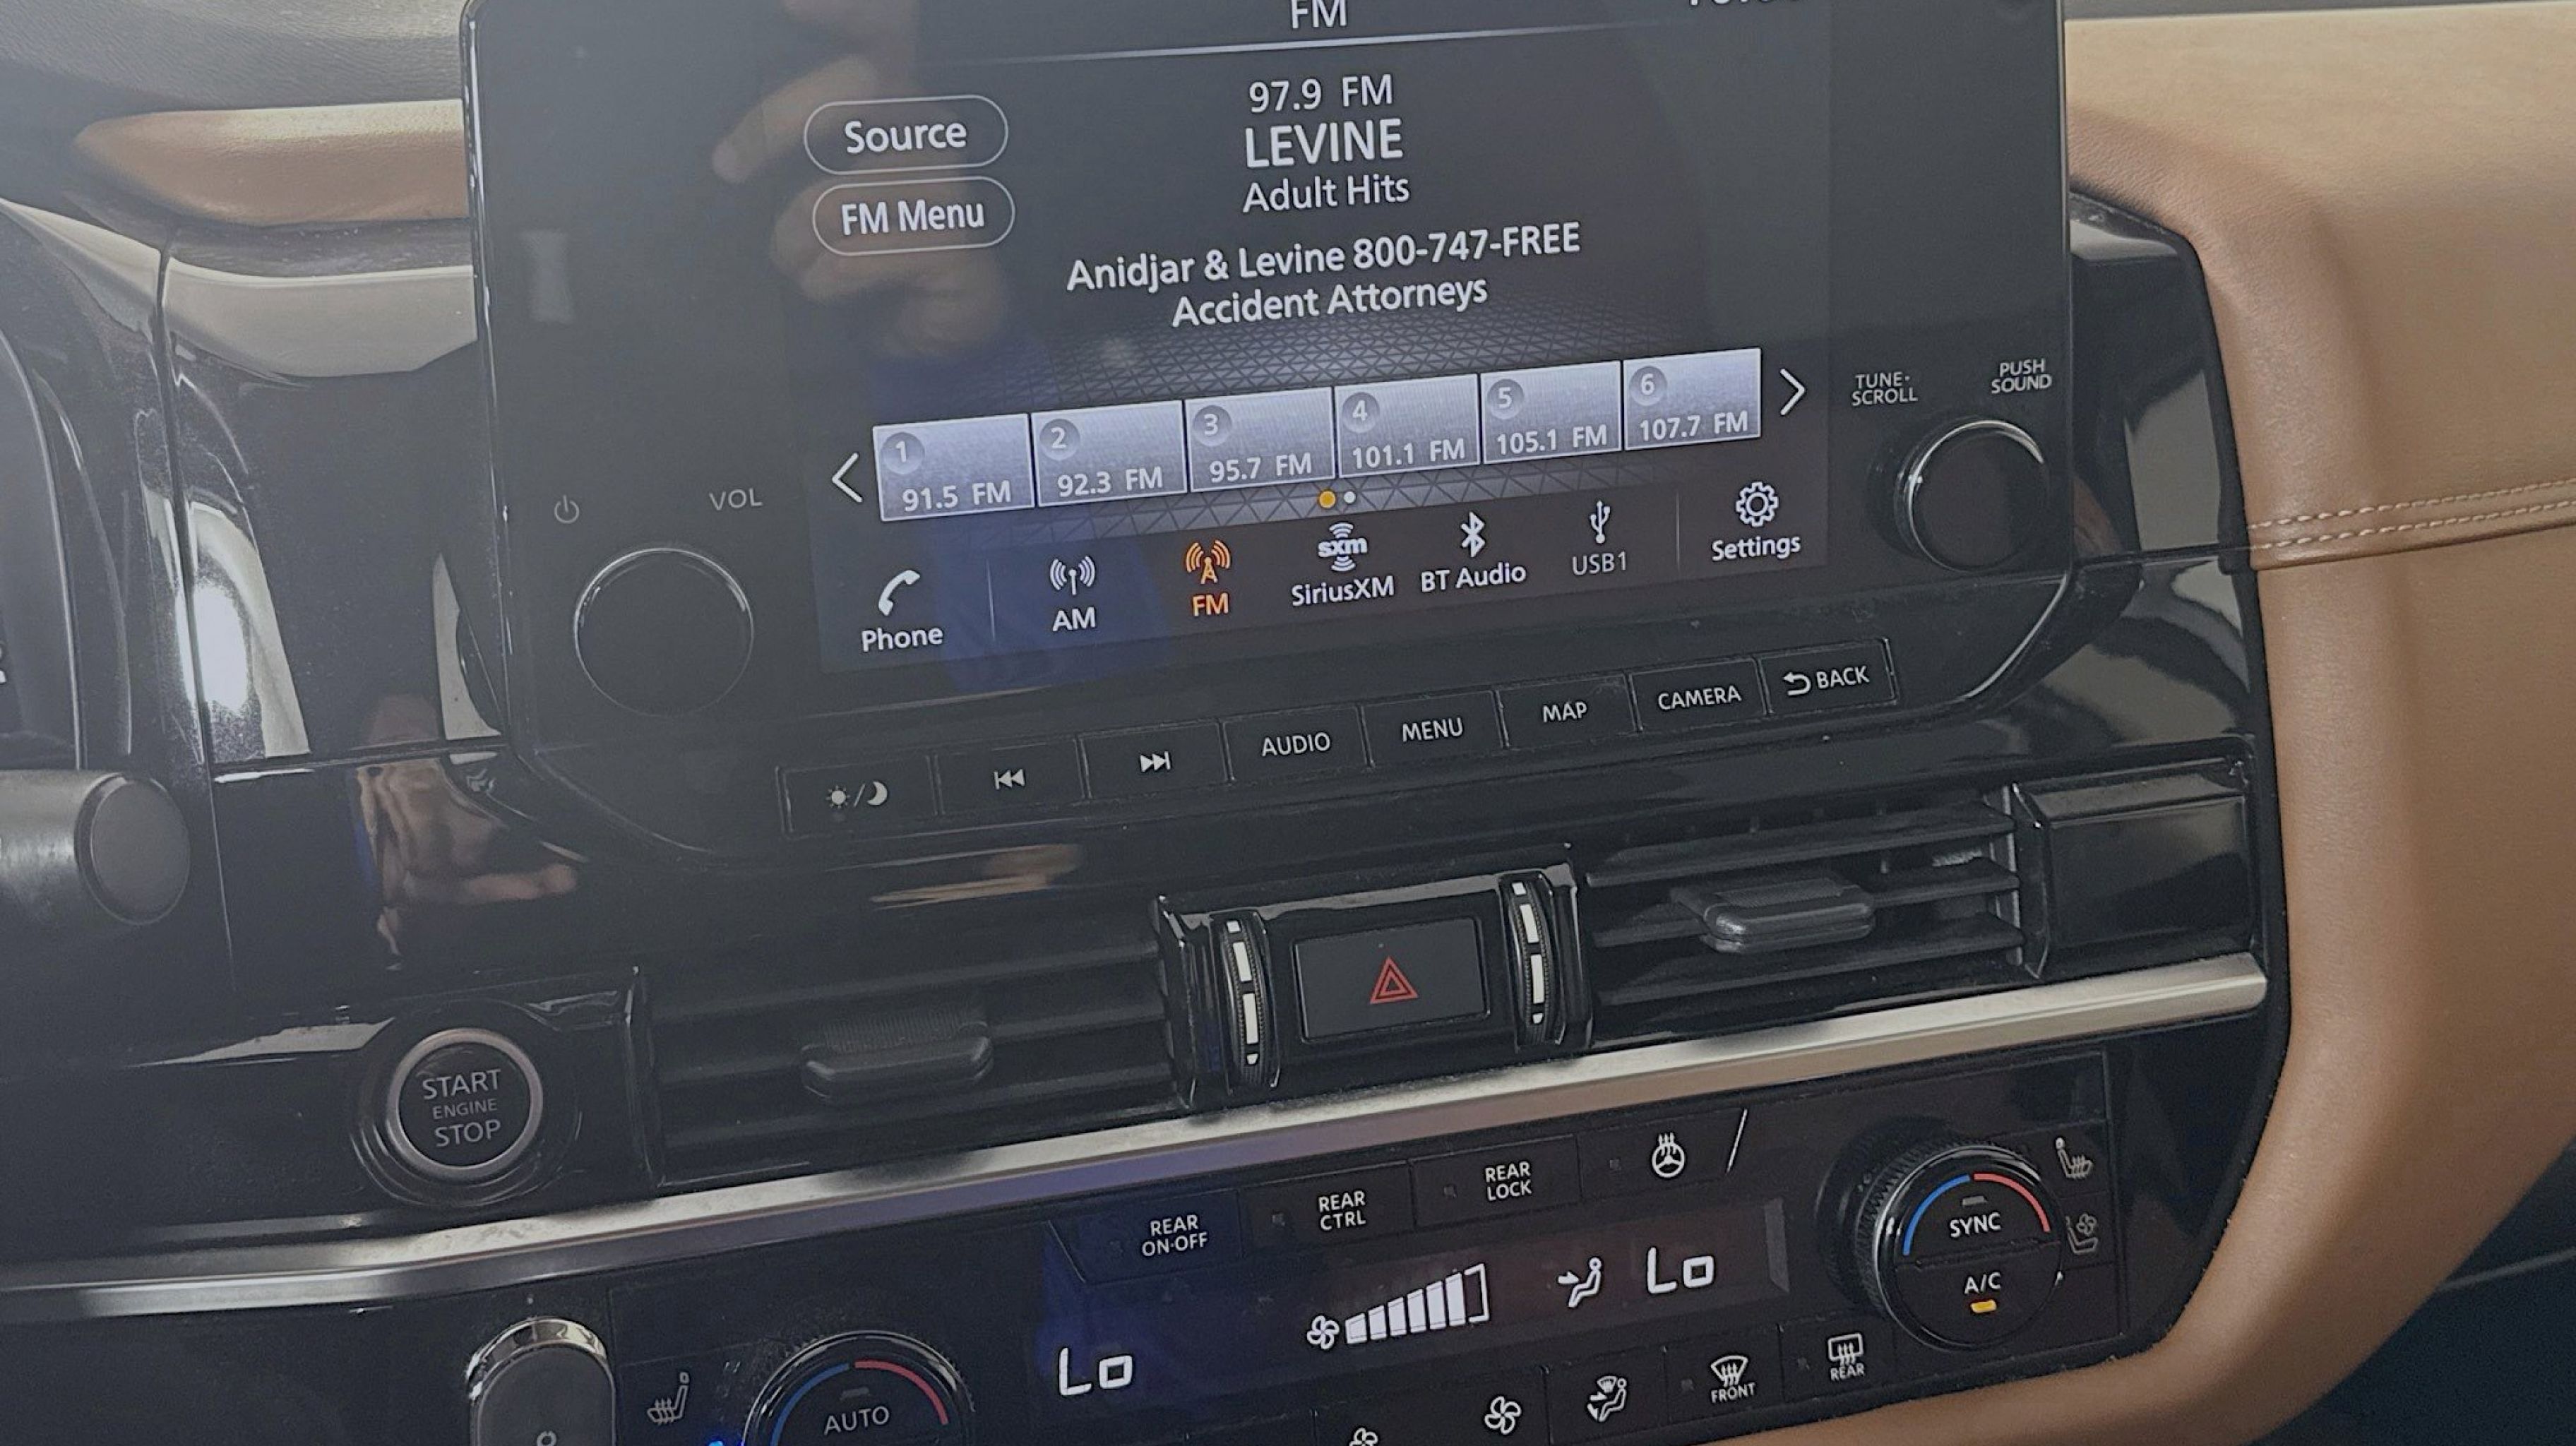 FM
97.9 FM
Source
LEVINE
Adult Hits
FM Menu
Anidjar & Levine 800-747-FREE
Accident Attorneys
TUNE·
SCROLL
PUSH
SOUND
1
91.5 FM
2
92.3 FM
3
95.7 FM
4
101.1 FM
5
105.1 FM
6
107.7 FM
VOL
Phone
AM
FM
sxm
SiriusXM
BT Audio
USB1
Settings
AUDIO
MENU
MAP
CAMERA
BACK
START
ENGINE
STOP
REAR
ON·OFF
REAR
CTRL
REAR
LOCK
SYNC
A/C
Lo
Lo
AUTO
FRONT
REAR